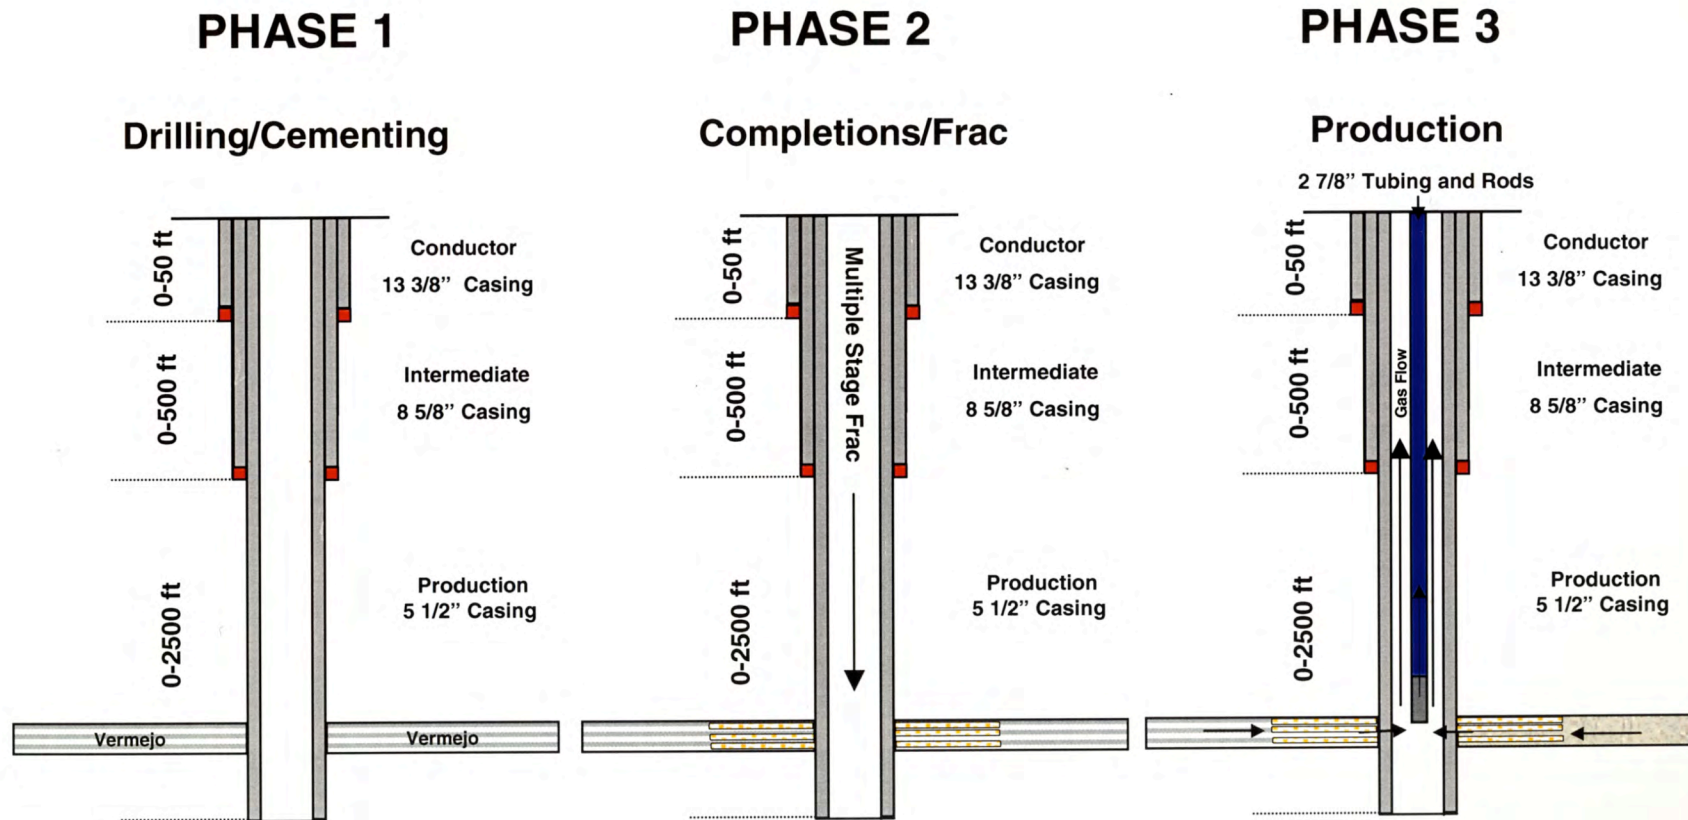 PHASE 1
Drilling/Cementing
0-50 ft
Conductor
13 3/8” Casing
0-500 ft
Intermediate
8 5/8” Casing
0-2500 ft
Production
5 1/2” Casing
Vermejo
Vermejo
PHASE 2
Completions/Frac
0-50 ft
Multiple Stage Frac
Conductor
13 3/8” Casing
0-500 ft
Intermediate
8 5/8” Casing
0-2500 ft
Production
5 1/2” Casing
PHASE 3
Production
2 7/8” Tubing and Rods
0-50 ft
Conductor
13 3/8” Casing
0-500 ft
Gas Flow
Intermediate
8 5/8” Casing
0-2500 ft
Production
5 1/2” Casing